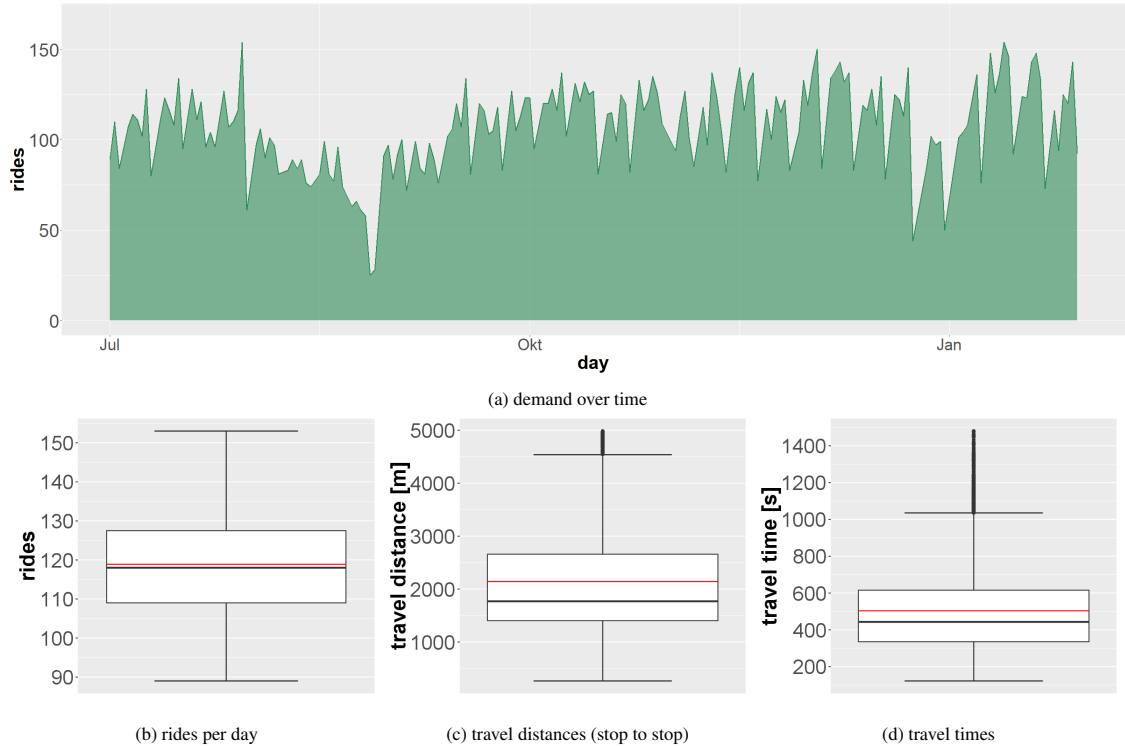 150
100
50
0
rides
Jul
Okt
Jan
day
(a) demand over time
150
140
130
120
110
100
90
rides
5000
4000
3000
2000
1000
travel distance [m]
1400
1200
1000
800
600
400
200
travel time [s]
(b) rides per day
(c) travel distances (stop to stop)
(d) travel times